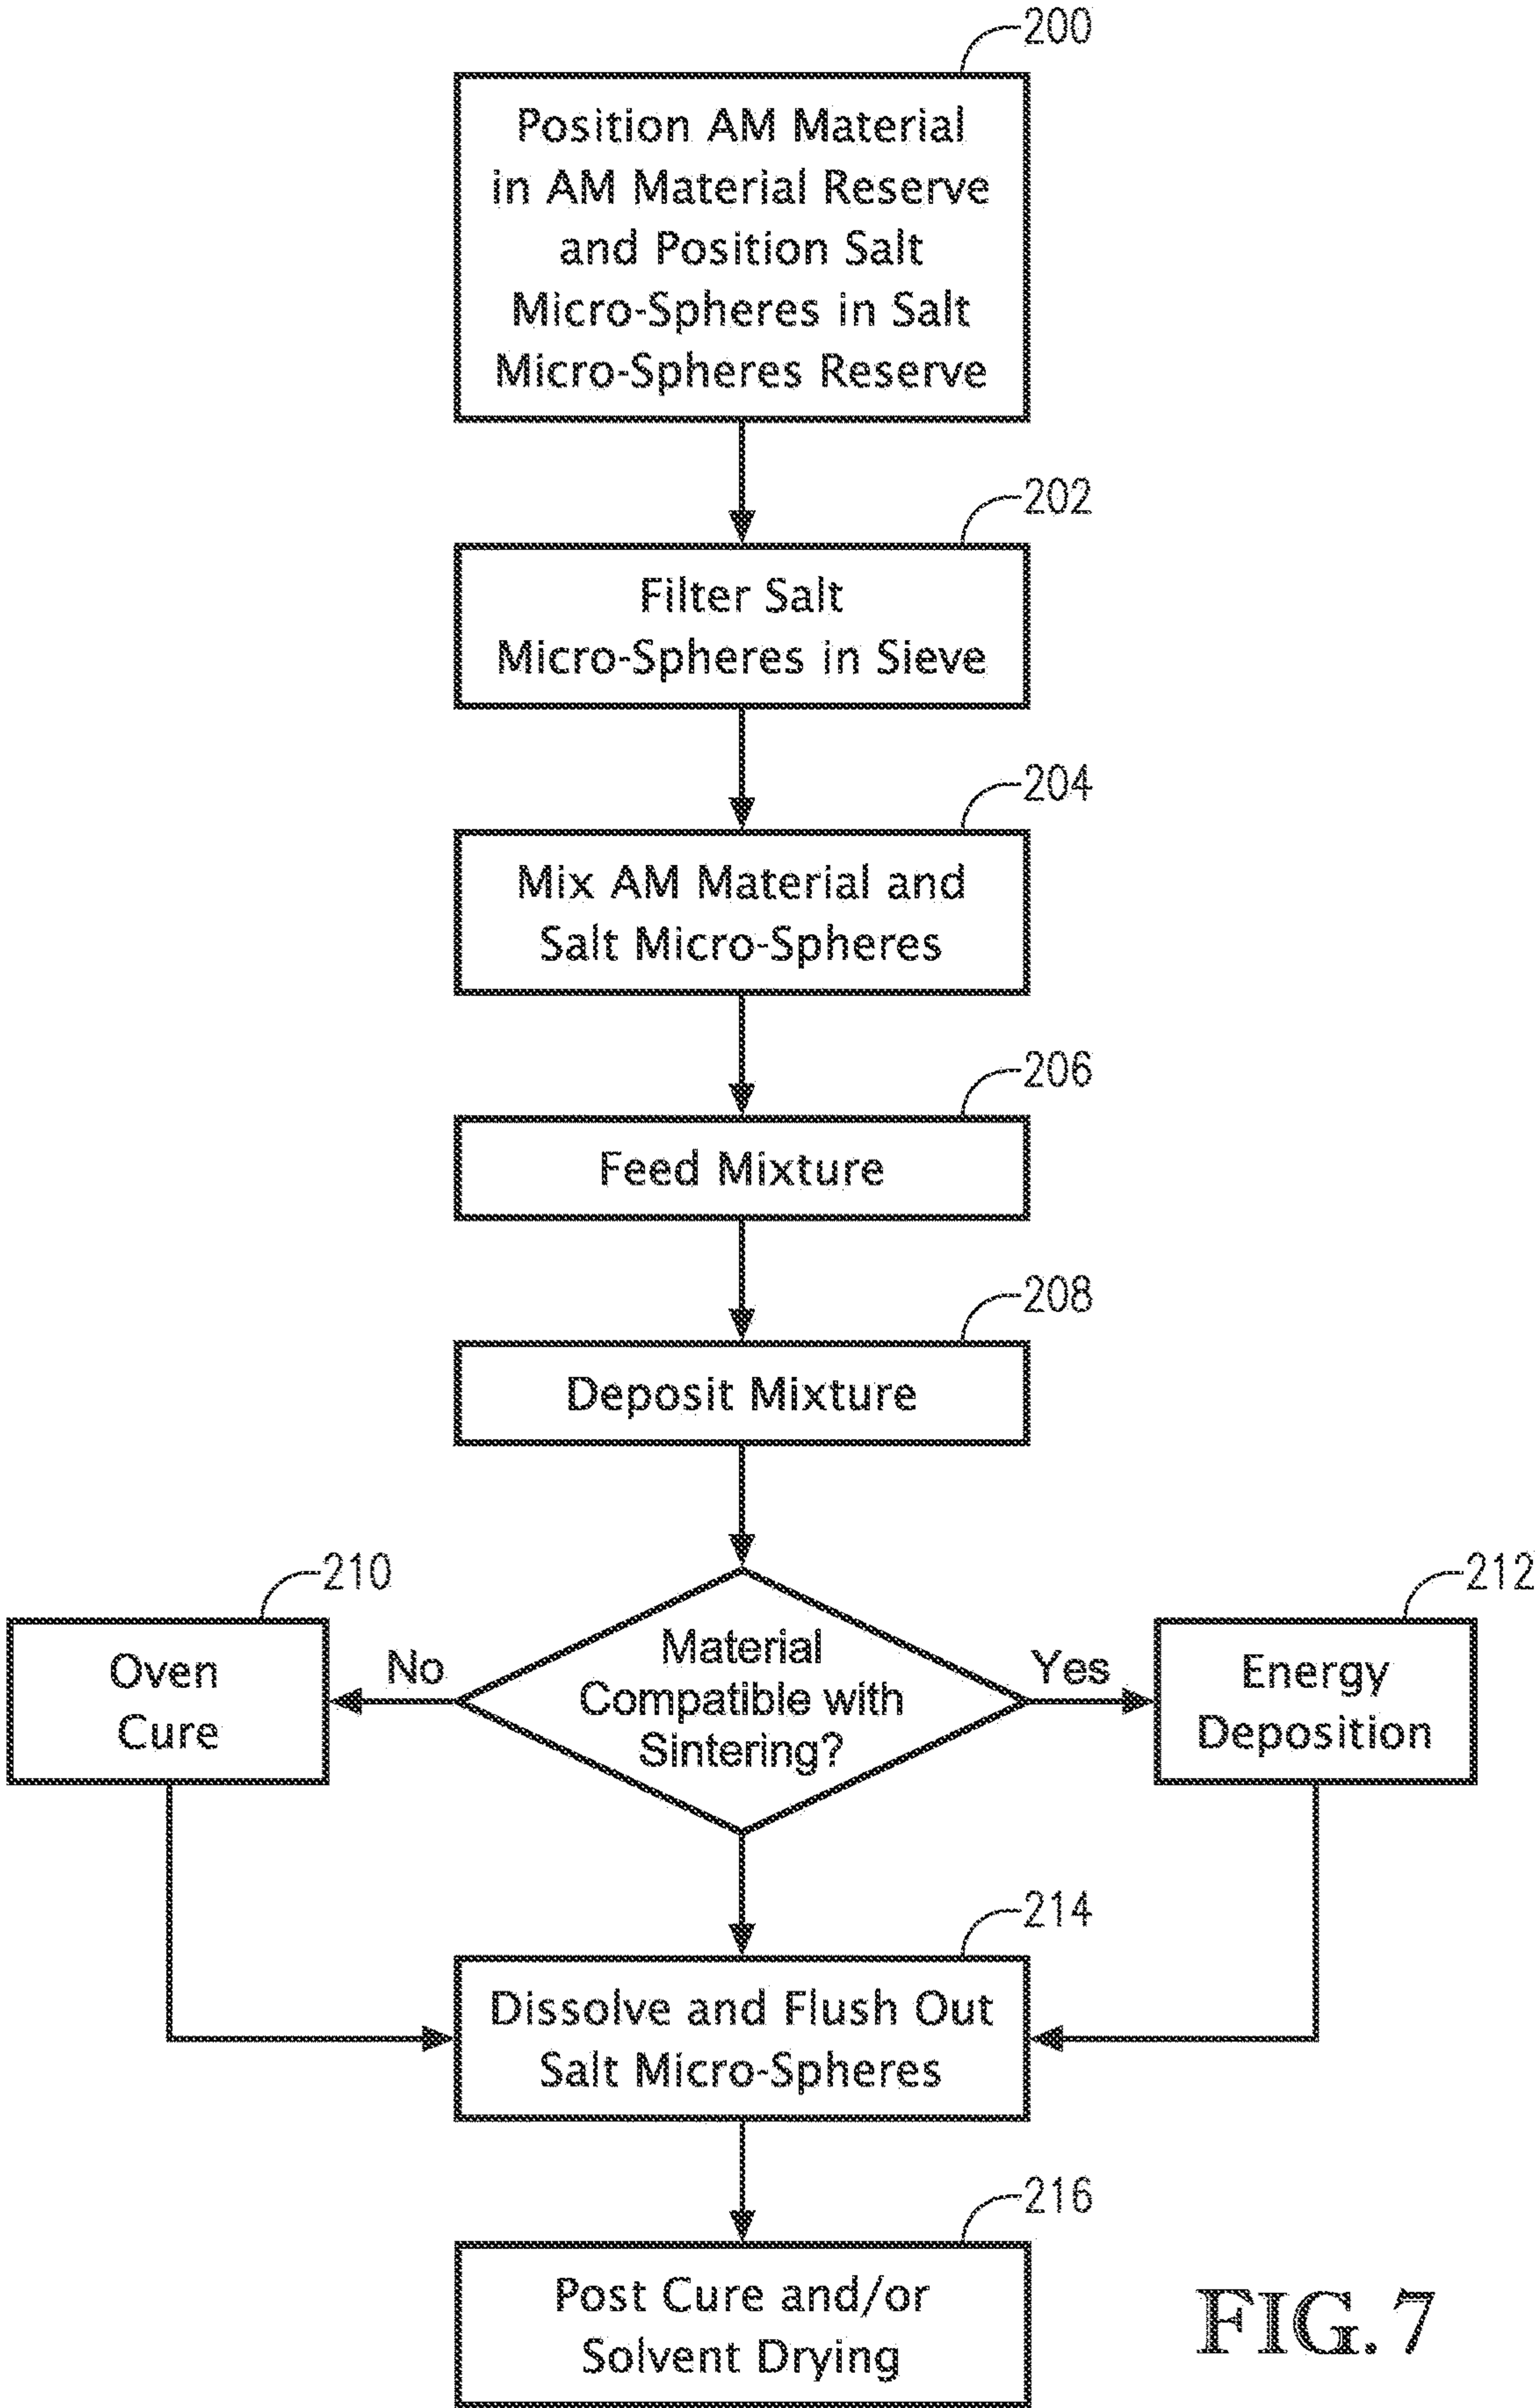 200
Position AM Material
in AM Material Reserve
and Position Salt
Micro-Spheres in Salt
Micro-Spheres Reserve
202
Filter Salt
Micro-Spheres in Sieve
204
Mix AM Material and
Salt Micro-Spheres
206
Feed Mixture
208
Deposit Mixture
210
Oven
Cure
No
Material
Compatible with
Sintering?
Yes
212
Energy
Deposition
214
Dissolve and Flush Out
Salt Micro-Spheres
216
Post Cure and/or
Solvent Drying
FIG. 7